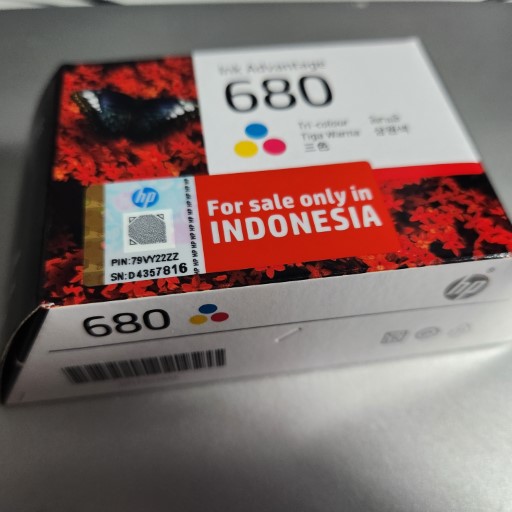 Ink Advantage
680
Tri-colour
Tiga Warna
三色
hp
For sale only in
INDONESIA
PIN:79VY22ZZ
SN:D4357816
680
hp